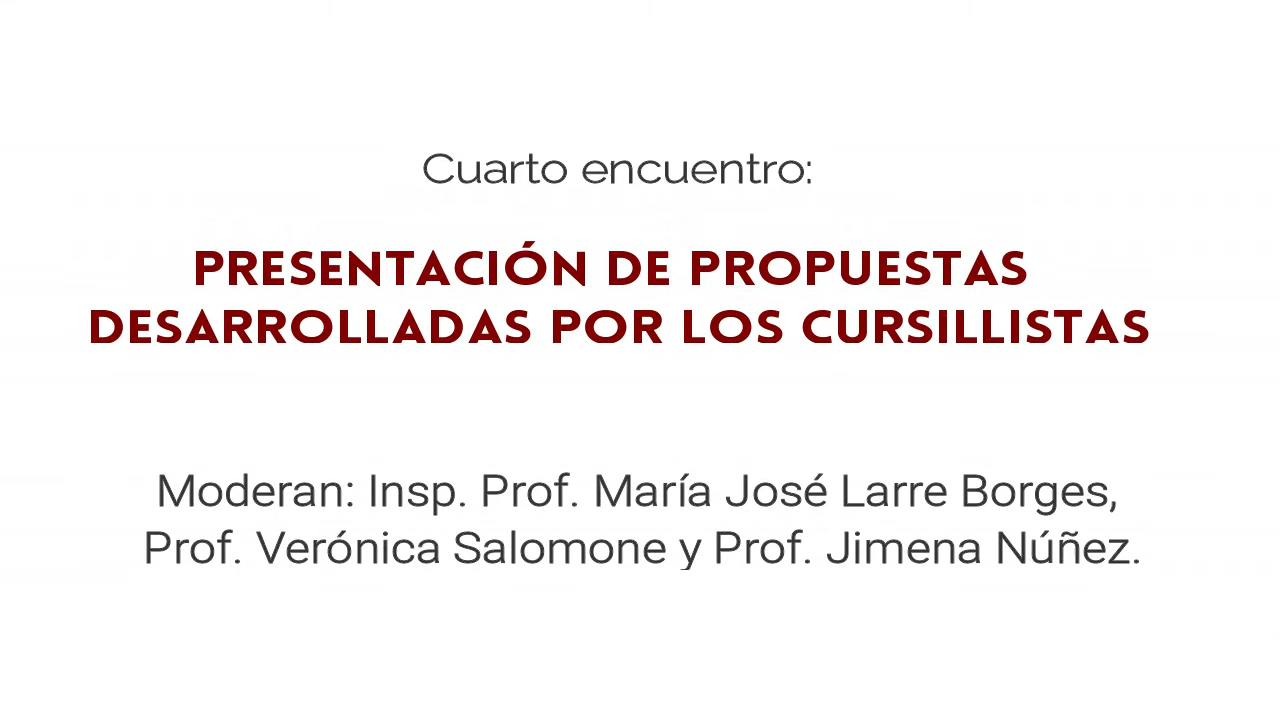 Cuarto encuentro:
PRESENTACIÓN DE PROPUESTAS
DESARROLLADAS POR LOS CURSILLISTAS
Moderan: Insp. Prof. María José Larre Borges,
Prof. Verónica Salomone y Prof. Jimena Núñez.